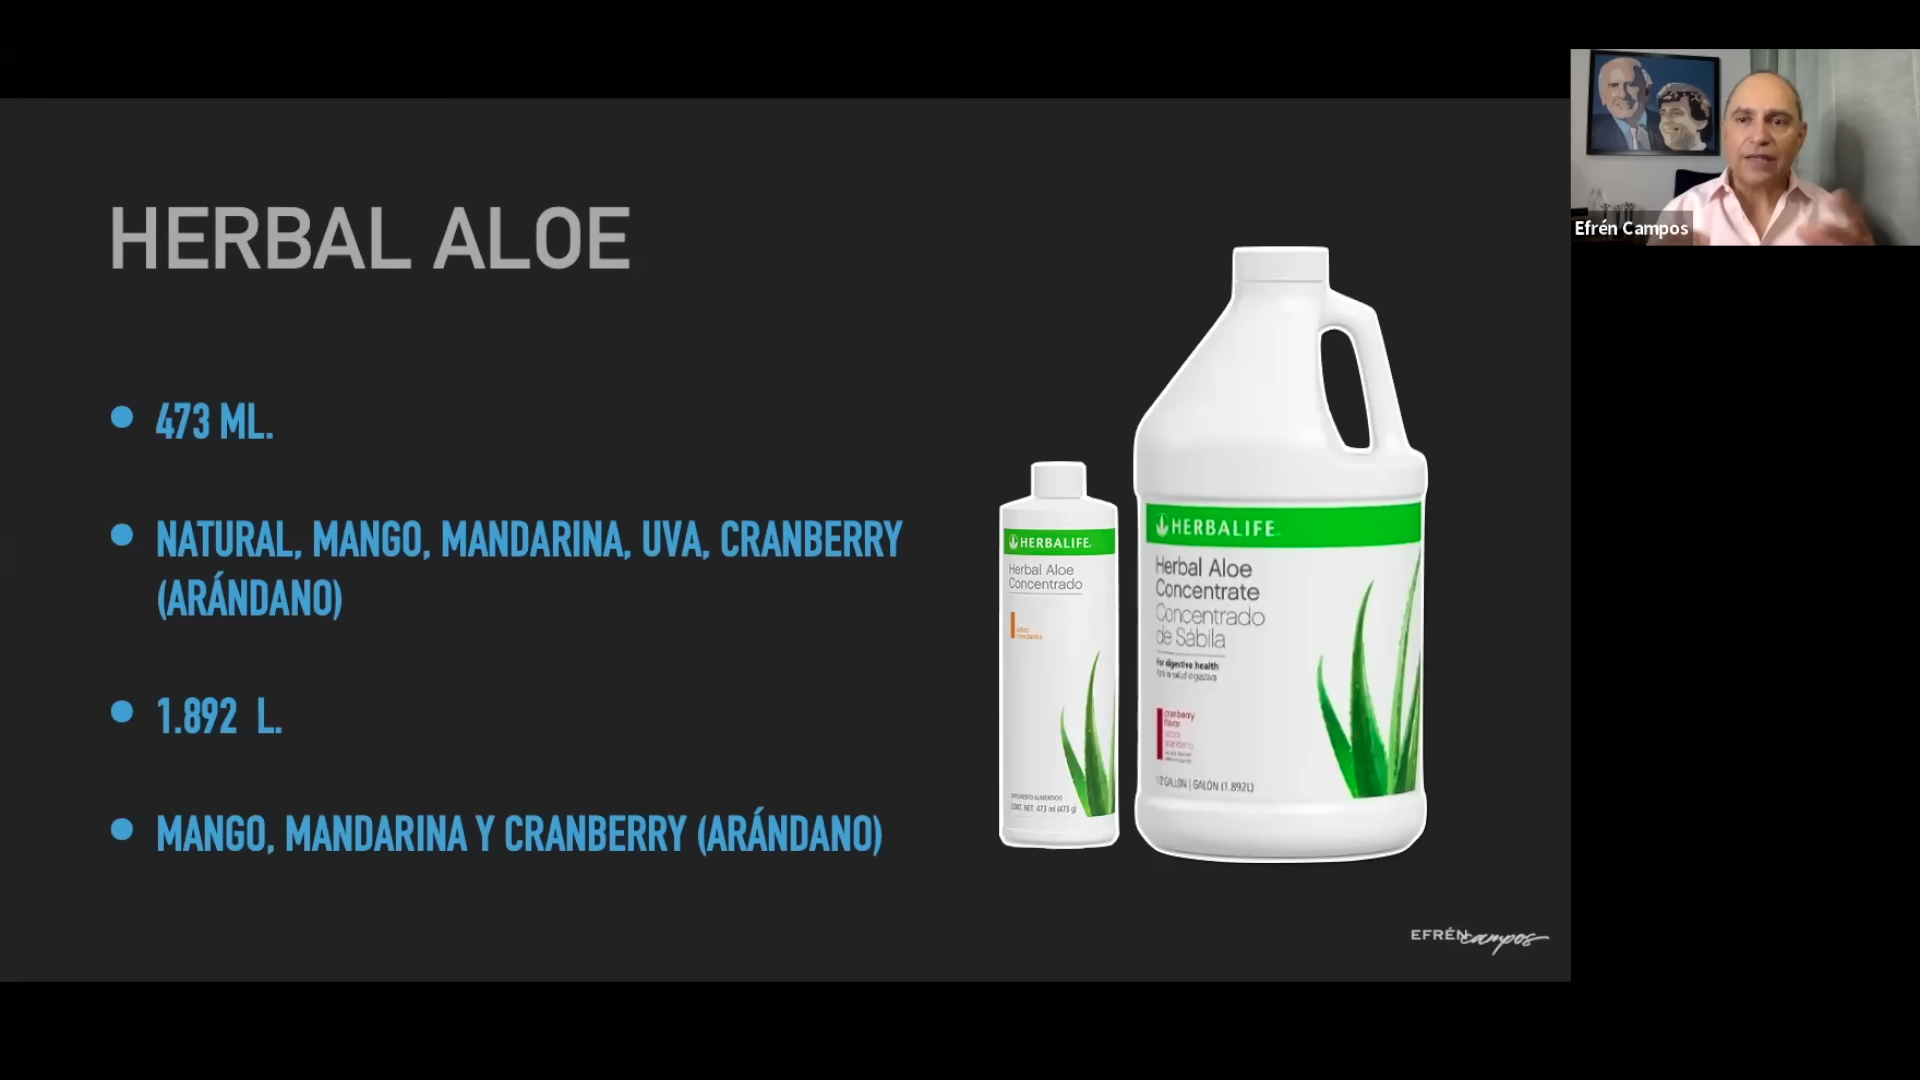 HERBAL ALOE
473 ML.
NATURAL, MANGO, MANDARINA, UVA, CRANBERRY
(ARÁNDANO)
1.892 L.
MANGO, MANDARINA Y CRANBERRY (ARÁNDANO)
HERBALIFE
Herbal Aloe
Concentrado
sabor
mandarina
SUPLEMENTO ALIMENTICIO
CONT. NET. 473 ml (473 g)
HERBALIFE
Herbal Aloe
Concentrate
Concentrado
de Sábila
For digestive health
Para la salud digestiva
cranberry
flavor
sabor
arándano
1/2 GALLON | GALÓN (1.892L)
EFRÉN campos
Efrén Campos